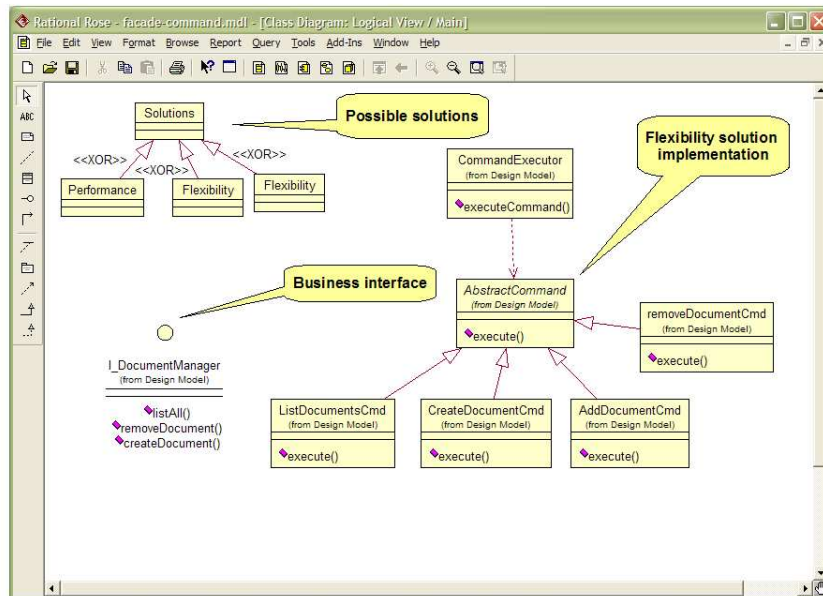 Rational Rose - facade-command.mdl - [Class Diagram: Logical View / Main]
File Edit View Format Browse Report Query Tools Add-Ins Window Help
ABC
Solutions
Possible solutions
<<XOR>>
<<XOR>>
<<XOR>>
Performance
Flexibility
Flexibility
Flexibility solution
implementation
CommandExecutor
(from Design Model)
executeCommand()
Business interface
AbstractCommand
(from Design Model)
execute()
removeDocumentCmd
(from Design Model)
execute()
I_DocumentManager
(from Design Model)
listAll()
removeDocument()
createDocument()
ListDocumentsCmd
(from Design Model)
execute()
CreateDocumentCmd
(from Design Model)
execute()
AddDocumentCmd
(from Design Model)
execute()